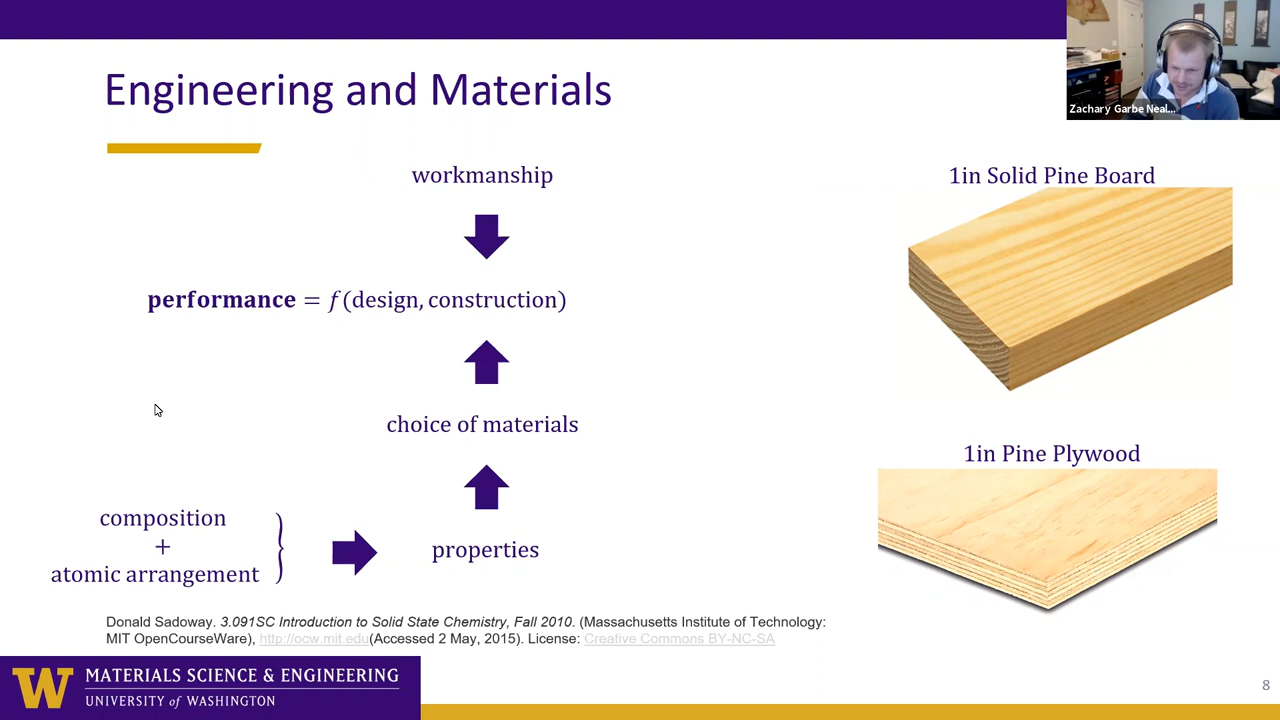 Engineering and Materials
Zachary Garbe Neal...
workmanship
performance = f(design, construction)
choice of materials
composition
+
atomic arrangement
properties
1in Solid Pine Board
1in Pine Plywood
Donald Sadoway. 3.091SC Introduction to Solid State Chemistry, Fall 2010. (Massachusetts Institute of Technology:
MIT OpenCourseWare), http://ocw.mit.edu(Accessed 2 May, 2015). License: Creative Commons BY-NC-SA
W
MATERIALS SCIENCE & ENGINEERING
UNIVERSITY of WASHINGTON
8